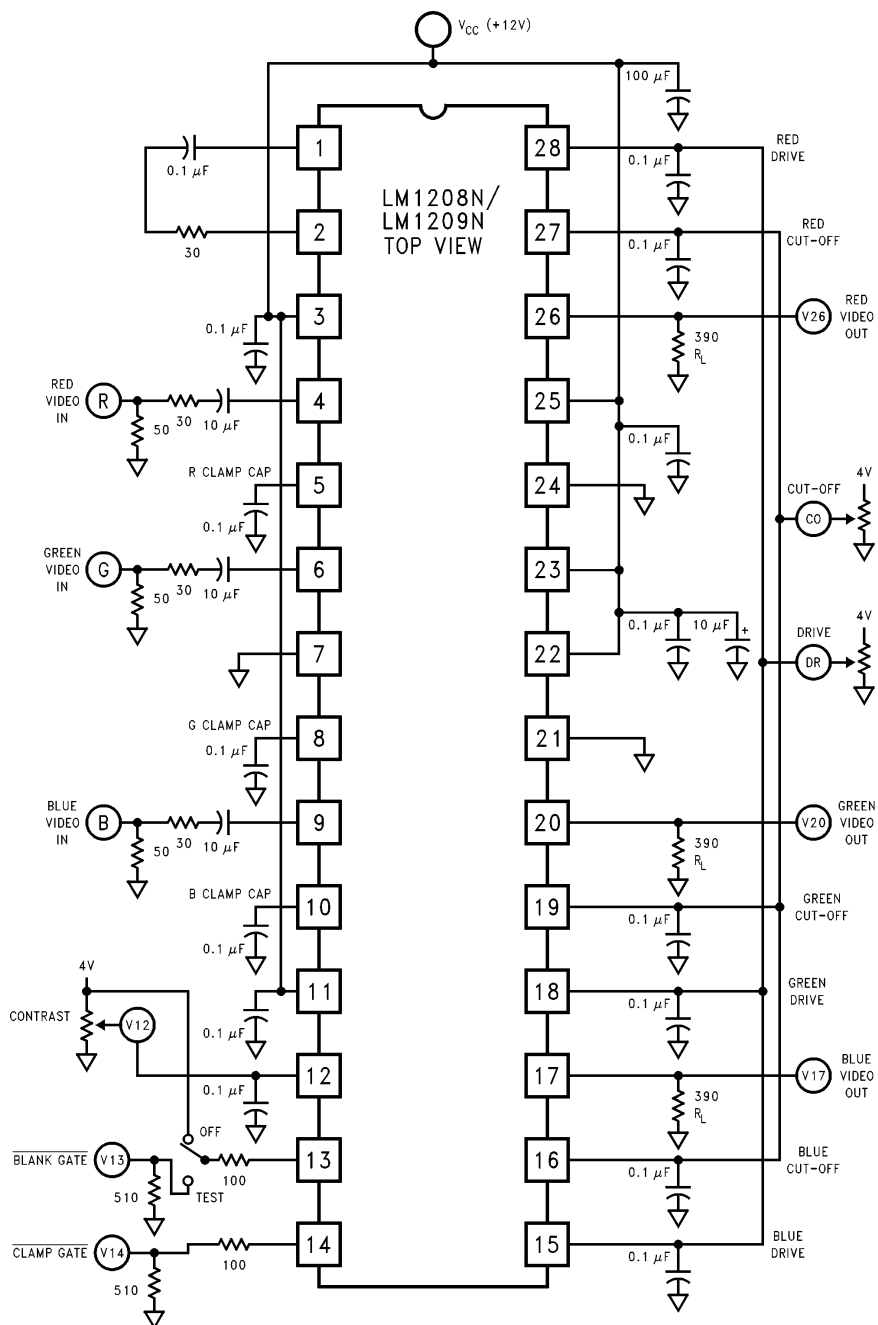 V_CC (+12V)
100 μF
0.1 μF
30
1
2
3
4
5
6
7
8
9
10
11
12
13
14
LM1208N/
LM1209N
TOP VIEW
28
27
26
25
24
23
22
21
20
19
18
17
16
15
0.1 μF
RED
VIDEO
IN
R
50
30
10 μF
R CLAMP CAP
0.1 μF
GREEN
VIDEO
IN
G
50
30
10 μF
G CLAMP CAP
0.1 μF
BLUE
VIDEO
IN
B
50
30
10 μF
B CLAMP CAP
0.1 μF
4V
CONTRAST
V12
0.1 μF
0.1 μF
OFF
BLANK GATE
V13
510
TEST
100
CLAMP GATE
V14
510
100
0.1 μF
RED
DRIVE
0.1 μF
RED
CUT-OFF
390
R_L
V26
RED
VIDEO
OUT
0.1 μF
CUT-OFF
CO
4V
0.1 μF
10 μF
+
DRIVE
DR
4V
390
R_L
V20
GREEN
VIDEO
OUT
0.1 μF
GREEN
CUT-OFF
0.1 μF
GREEN
DRIVE
390
R_L
V17
BLUE
VIDEO
OUT
0.1 μF
BLUE
CUT-OFF
0.1 μF
BLUE
DRIVE